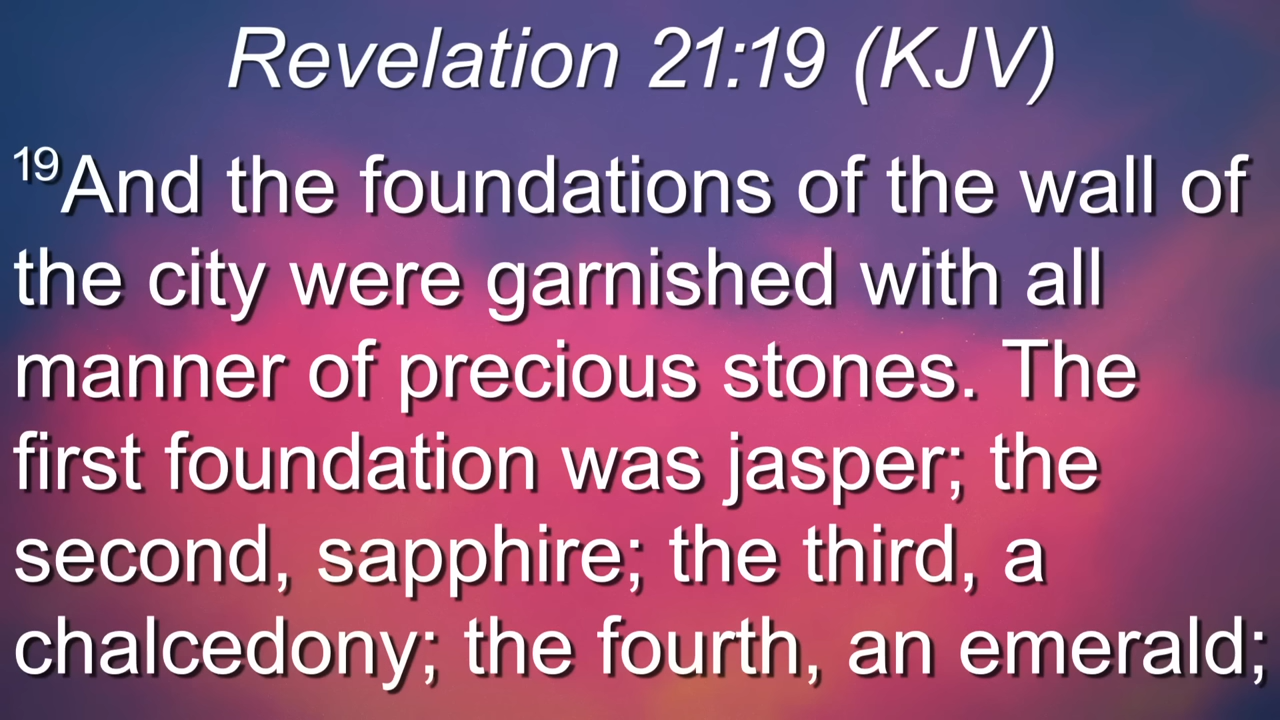 Revelation 21:19 (KJV)
19And the foundations of the wall of
the city were garnished with all
manner of precious stones. The
first foundation was jasper; the
second, sapphire; the third, a
chalcedony; the fourth, an emerald;